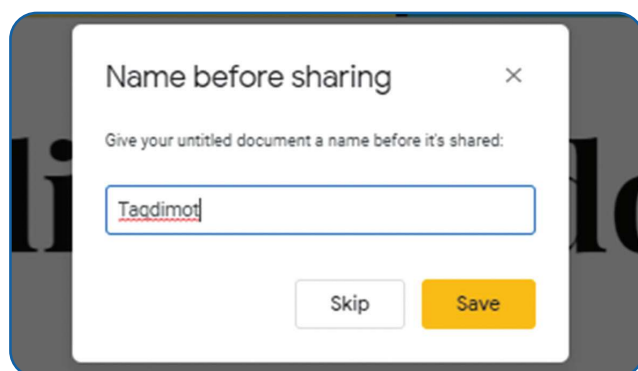 Name before sharing
Give your untitled document a name before it's shared:
Taqdimot
Skip
Save